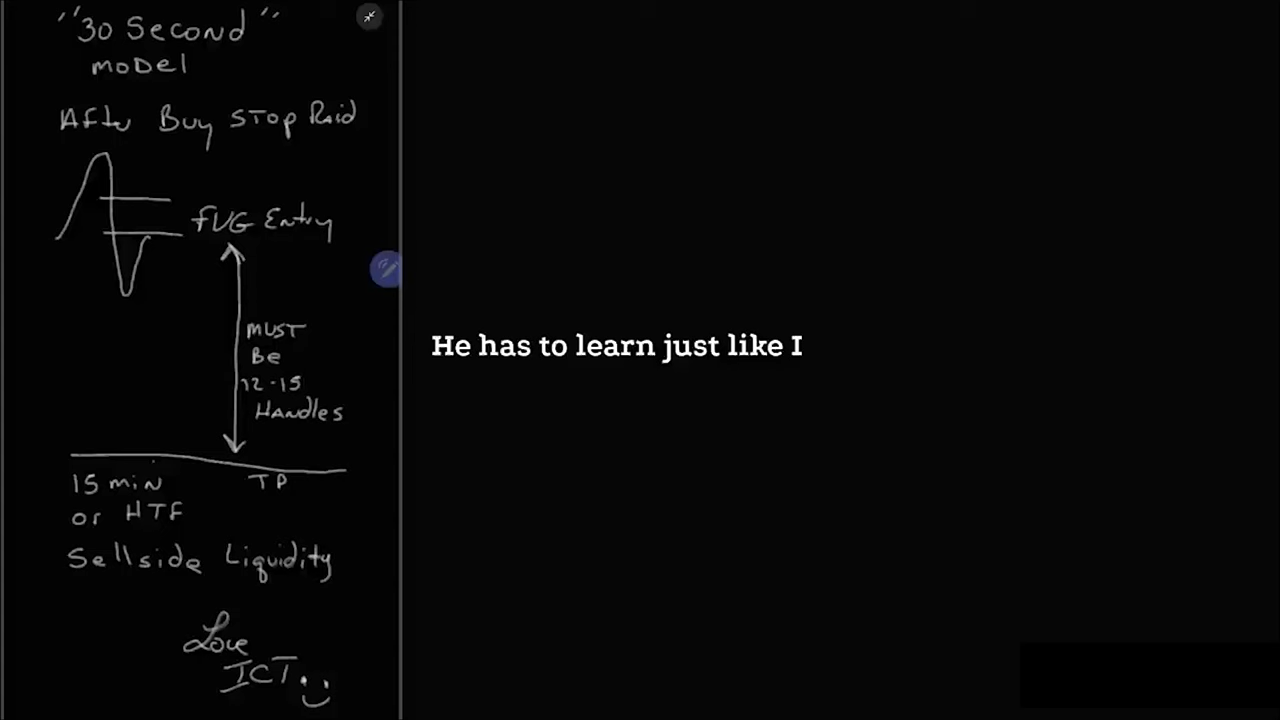 "30 Second"
moDel
After Buy STop Raid
FVG Entry
MUST
Be
12-15
HANdles
15 min
TP
or HTF
Sellside Liquidity
Love
ICT
He has to learn just like I